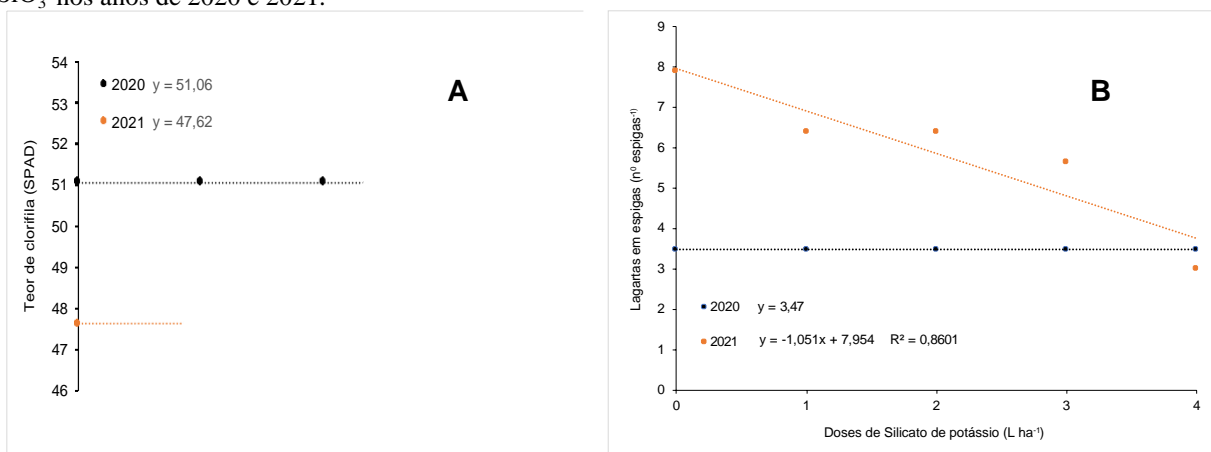 SiO₃ nos anos de 2020 e 2021.
A
54
53
52
51
50
49
48
47
46
Teor de clorifila (SPAD)
2020 y = 51,06
2021 y = 47,62
B
9
8
7
6
5
4
3
2
1
0
Lagartas em espigas (n⁰ espigas⁻¹)
2020 y = 3,47
2021 y = -1,051x + 7,954 R² = 0,8601
0 1 2 3 4
Doses de Silicato de potássio (L ha⁻¹)